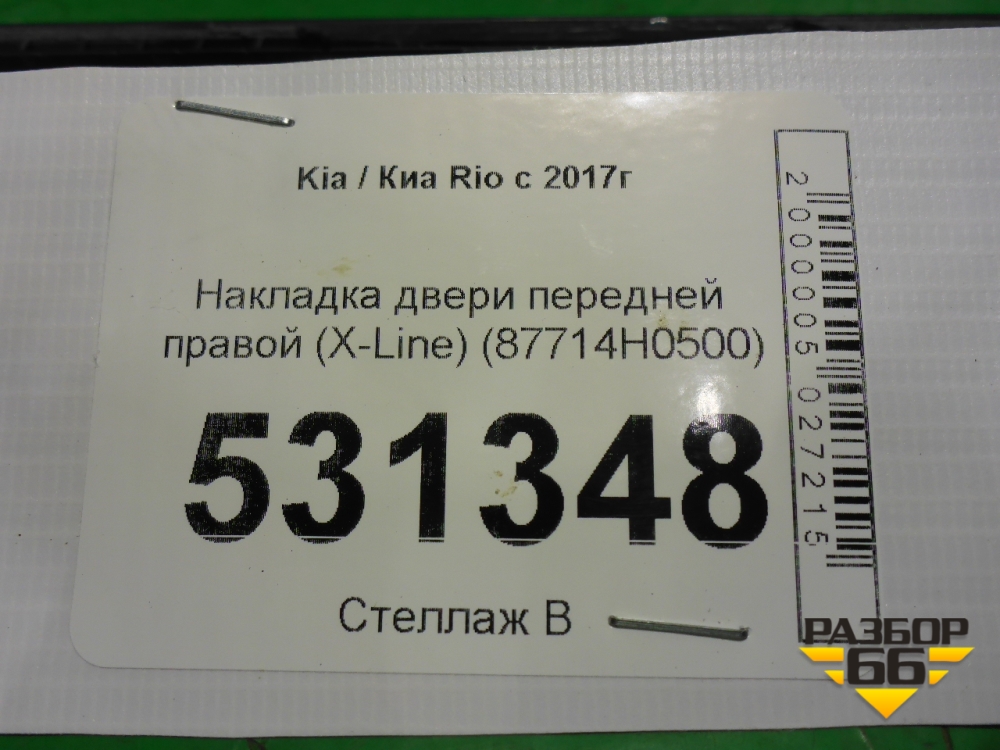 Kia / Киа Rio с 2017г
Накладка двери передней
правой (X-Line) (87714H0500)
531348
Стеллаж В
2000005027215
РАЗБОР
66